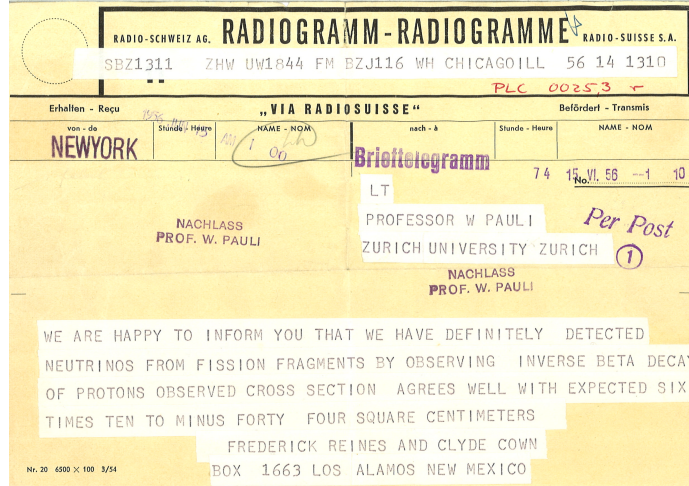 RADIO-SCHWEIZ AG. RADIOGRAMM - RADIOGRAMME RADIO-SUISSE S.A.
SBZ1311 ZHW UW1844 FM BZJ116 WH CHICAGOILL 56 14 1310
PLC 0025,3 r
Erhalten - Reçu „VIA RADIOSUISSE" Befördert - Transmis
von - de Stunde - Heure NAME - NOM nach - à Stunde - Heure NAME - NOM
NEWYORK
Brieftelegramm
74 15.VI.56 --1 10
No.
LT
PROFESSOR W PAULI
Per Post
ZURICH UNIVERSITY ZURICH
1
NACHLASS
PROF. W. PAULI
NACHLASS
PROF. W. PAULI
WE ARE HAPPY TO INFORM YOU THAT WE HAVE DEFINITELY DETECTED
NEUTRINOS FROM FISSION FRAGMENTS BY OBSERVING INVERSE BETA DECAY
OF PROTONS OBSERVED CROSS SECTION AGREES WELL WITH EXPECTED SIX
TIMES TEN TO MINUS FORTY FOUR SQUARE CENTIMETERS
FREDERICK REINES AND CLYDE COWN
BOX 1663 LOS ALAMOS NEW MEXICO
Nr. 20 6500 × 100 3/54